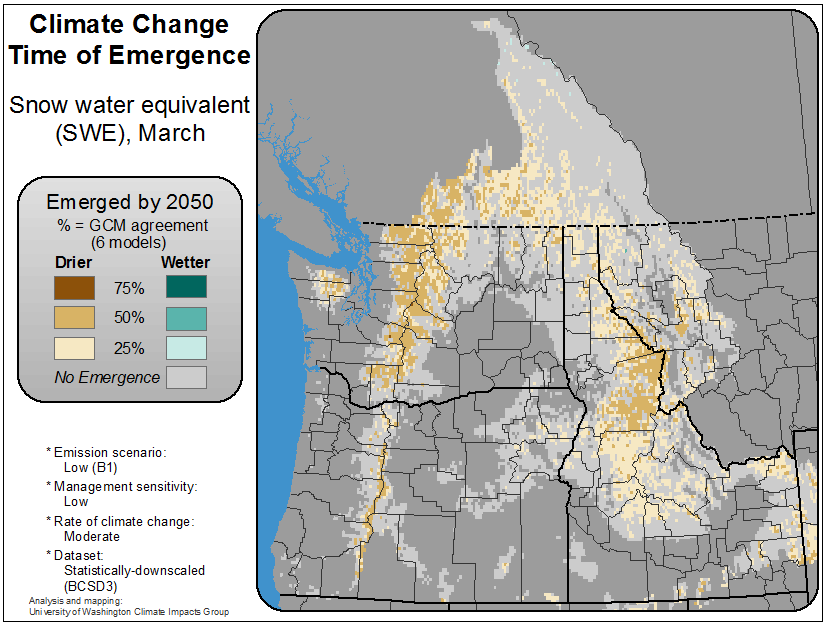 Climate Change
Time of Emergence
Snow water equivalent
(SWE), March
Emerged by 2050
% = GCM agreement
(6 models)
Drier Wetter
75%
50%
25%
No Emergence
* Emission scenario:
Low (B1)
* Management sensitivity:
Low
* Rate of climate change:
Moderate
* Dataset:
Statistically-downscaled
(BCSD3)
Analysis and mapping:
University of Washington Climate Impacts Group